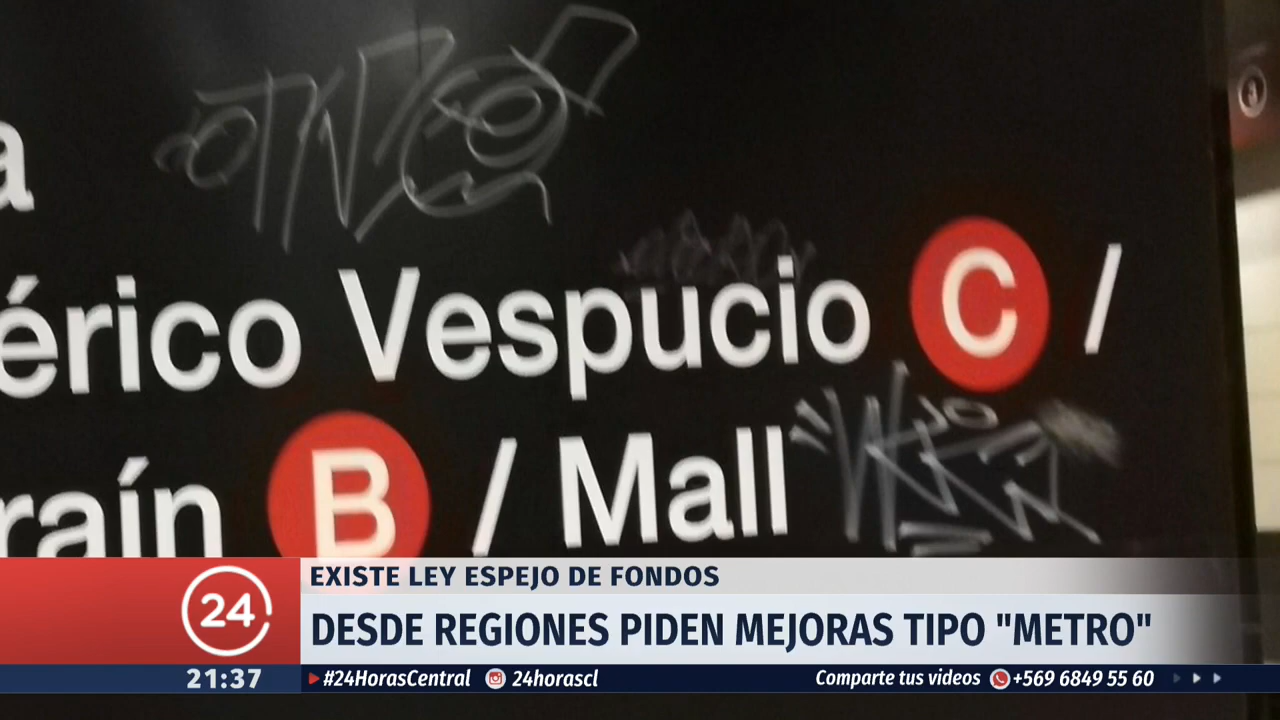 a
érico Vespucio C /
raín B / Mall
EXISTE LEY ESPEJO DE FONDOS
24
DESDE REGIONES PIDEN MEJORAS TIPO "METRO"
21:37 #24HorasCentral 24horascl Comparte tus videos +569 6849 55 60